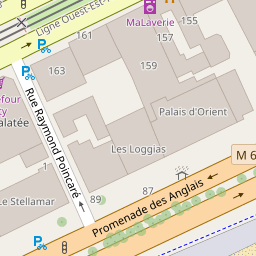 Ligne Ouest-Est
MaLaverie
161
157
163
159
Rue Raymond Poincaré
Palais d'Orient
Les Loggias
M 6
Le Stellamar
89
87
Promenade des Anglais